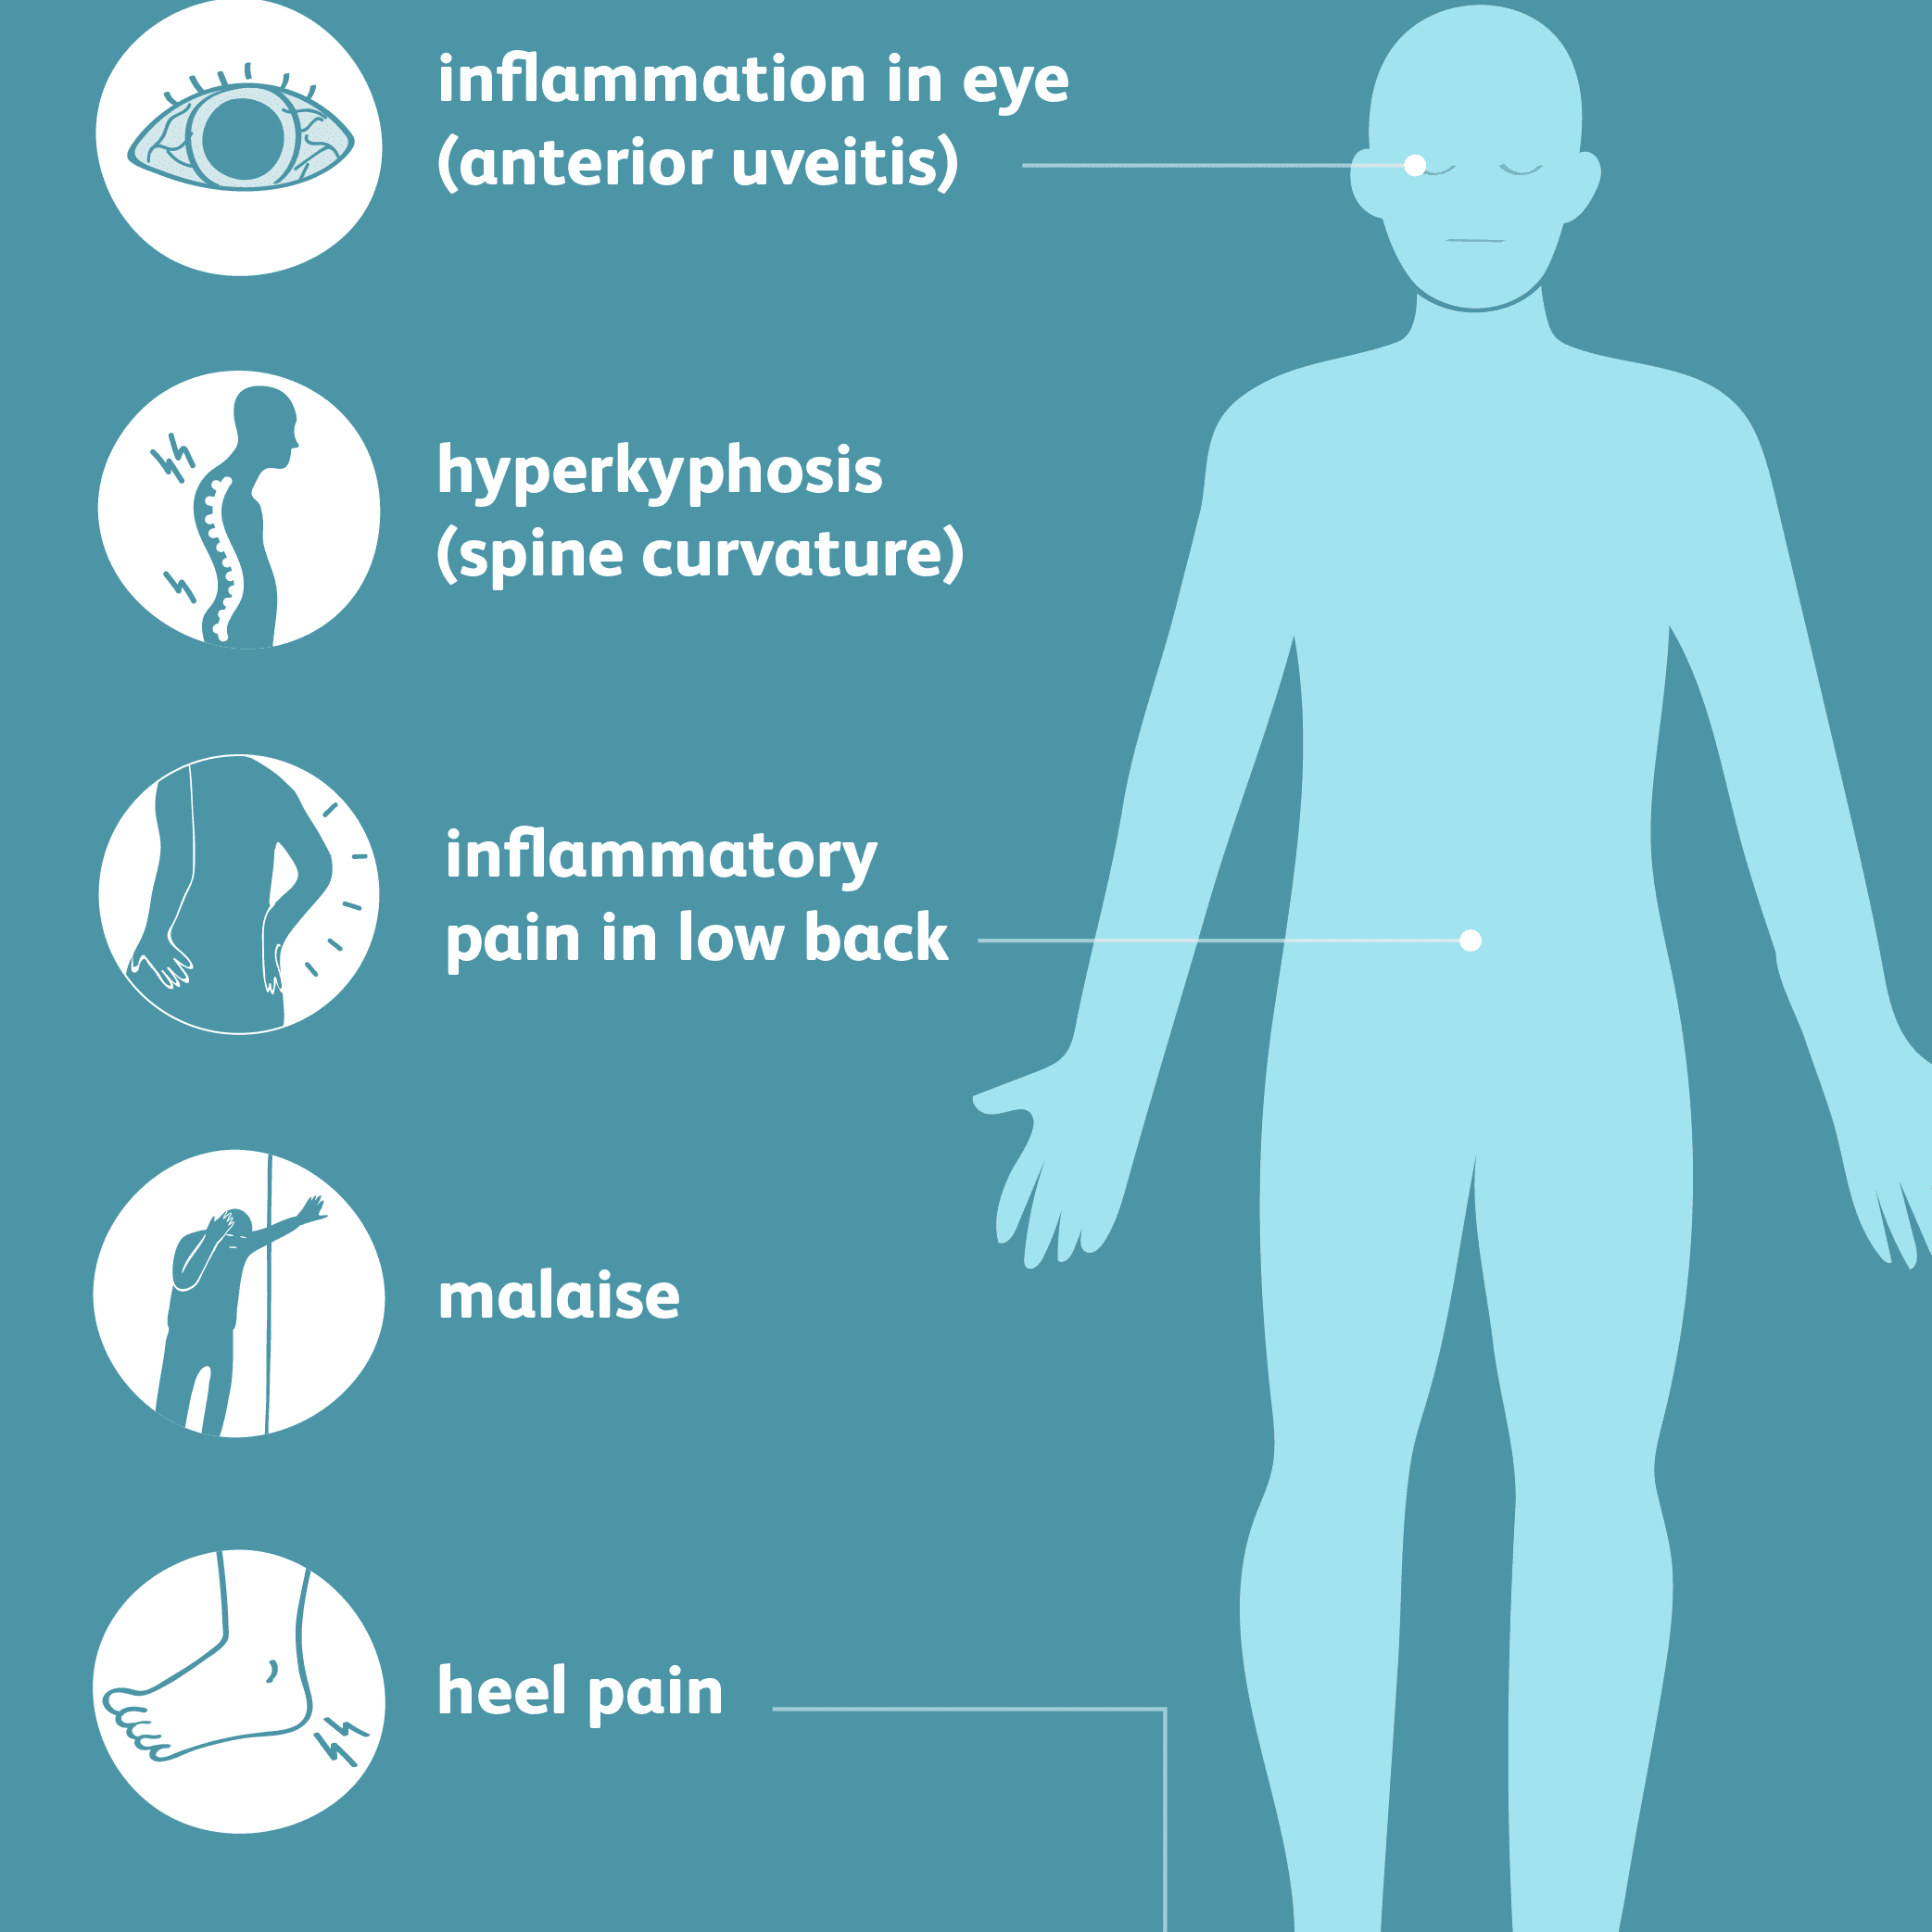 inflammation in eye
(anterior uveitis)
hyperkyphosis
(spine curvature)
inflammatory
pain in low back
malaise
heel pain